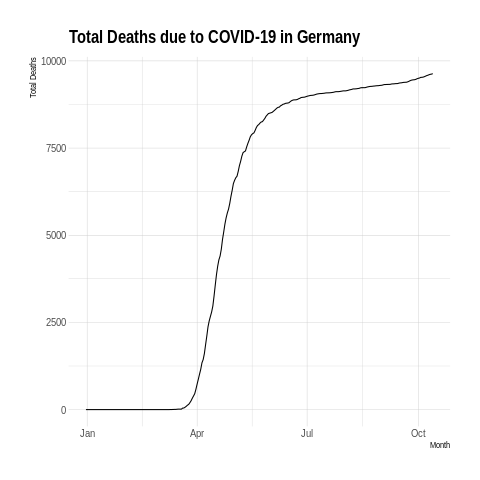 Total Deaths due to COVID-19 in Germany
Total Deaths
10000
7500
5000
2500
0
Jan Apr Jul Oct
Month